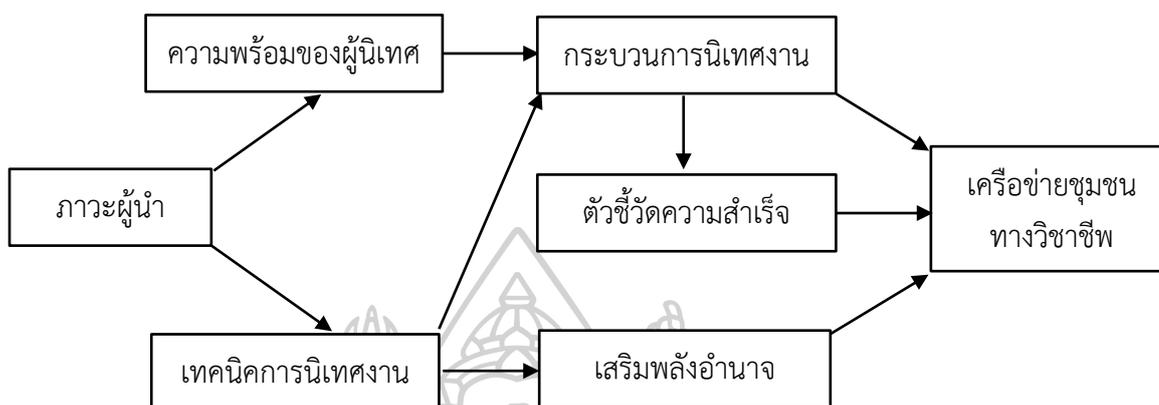 ความพร้อมของผู้นิเทศ
กระบวนการนิเทศงาน
ภาวะผู้นำ
ตัวชี้วัดความสำเร็จ
เครือข่ายชุมชน
ทางวิชาชีพ
เทคนิคการนิเทศงาน
เสริมพลังอำนาจ